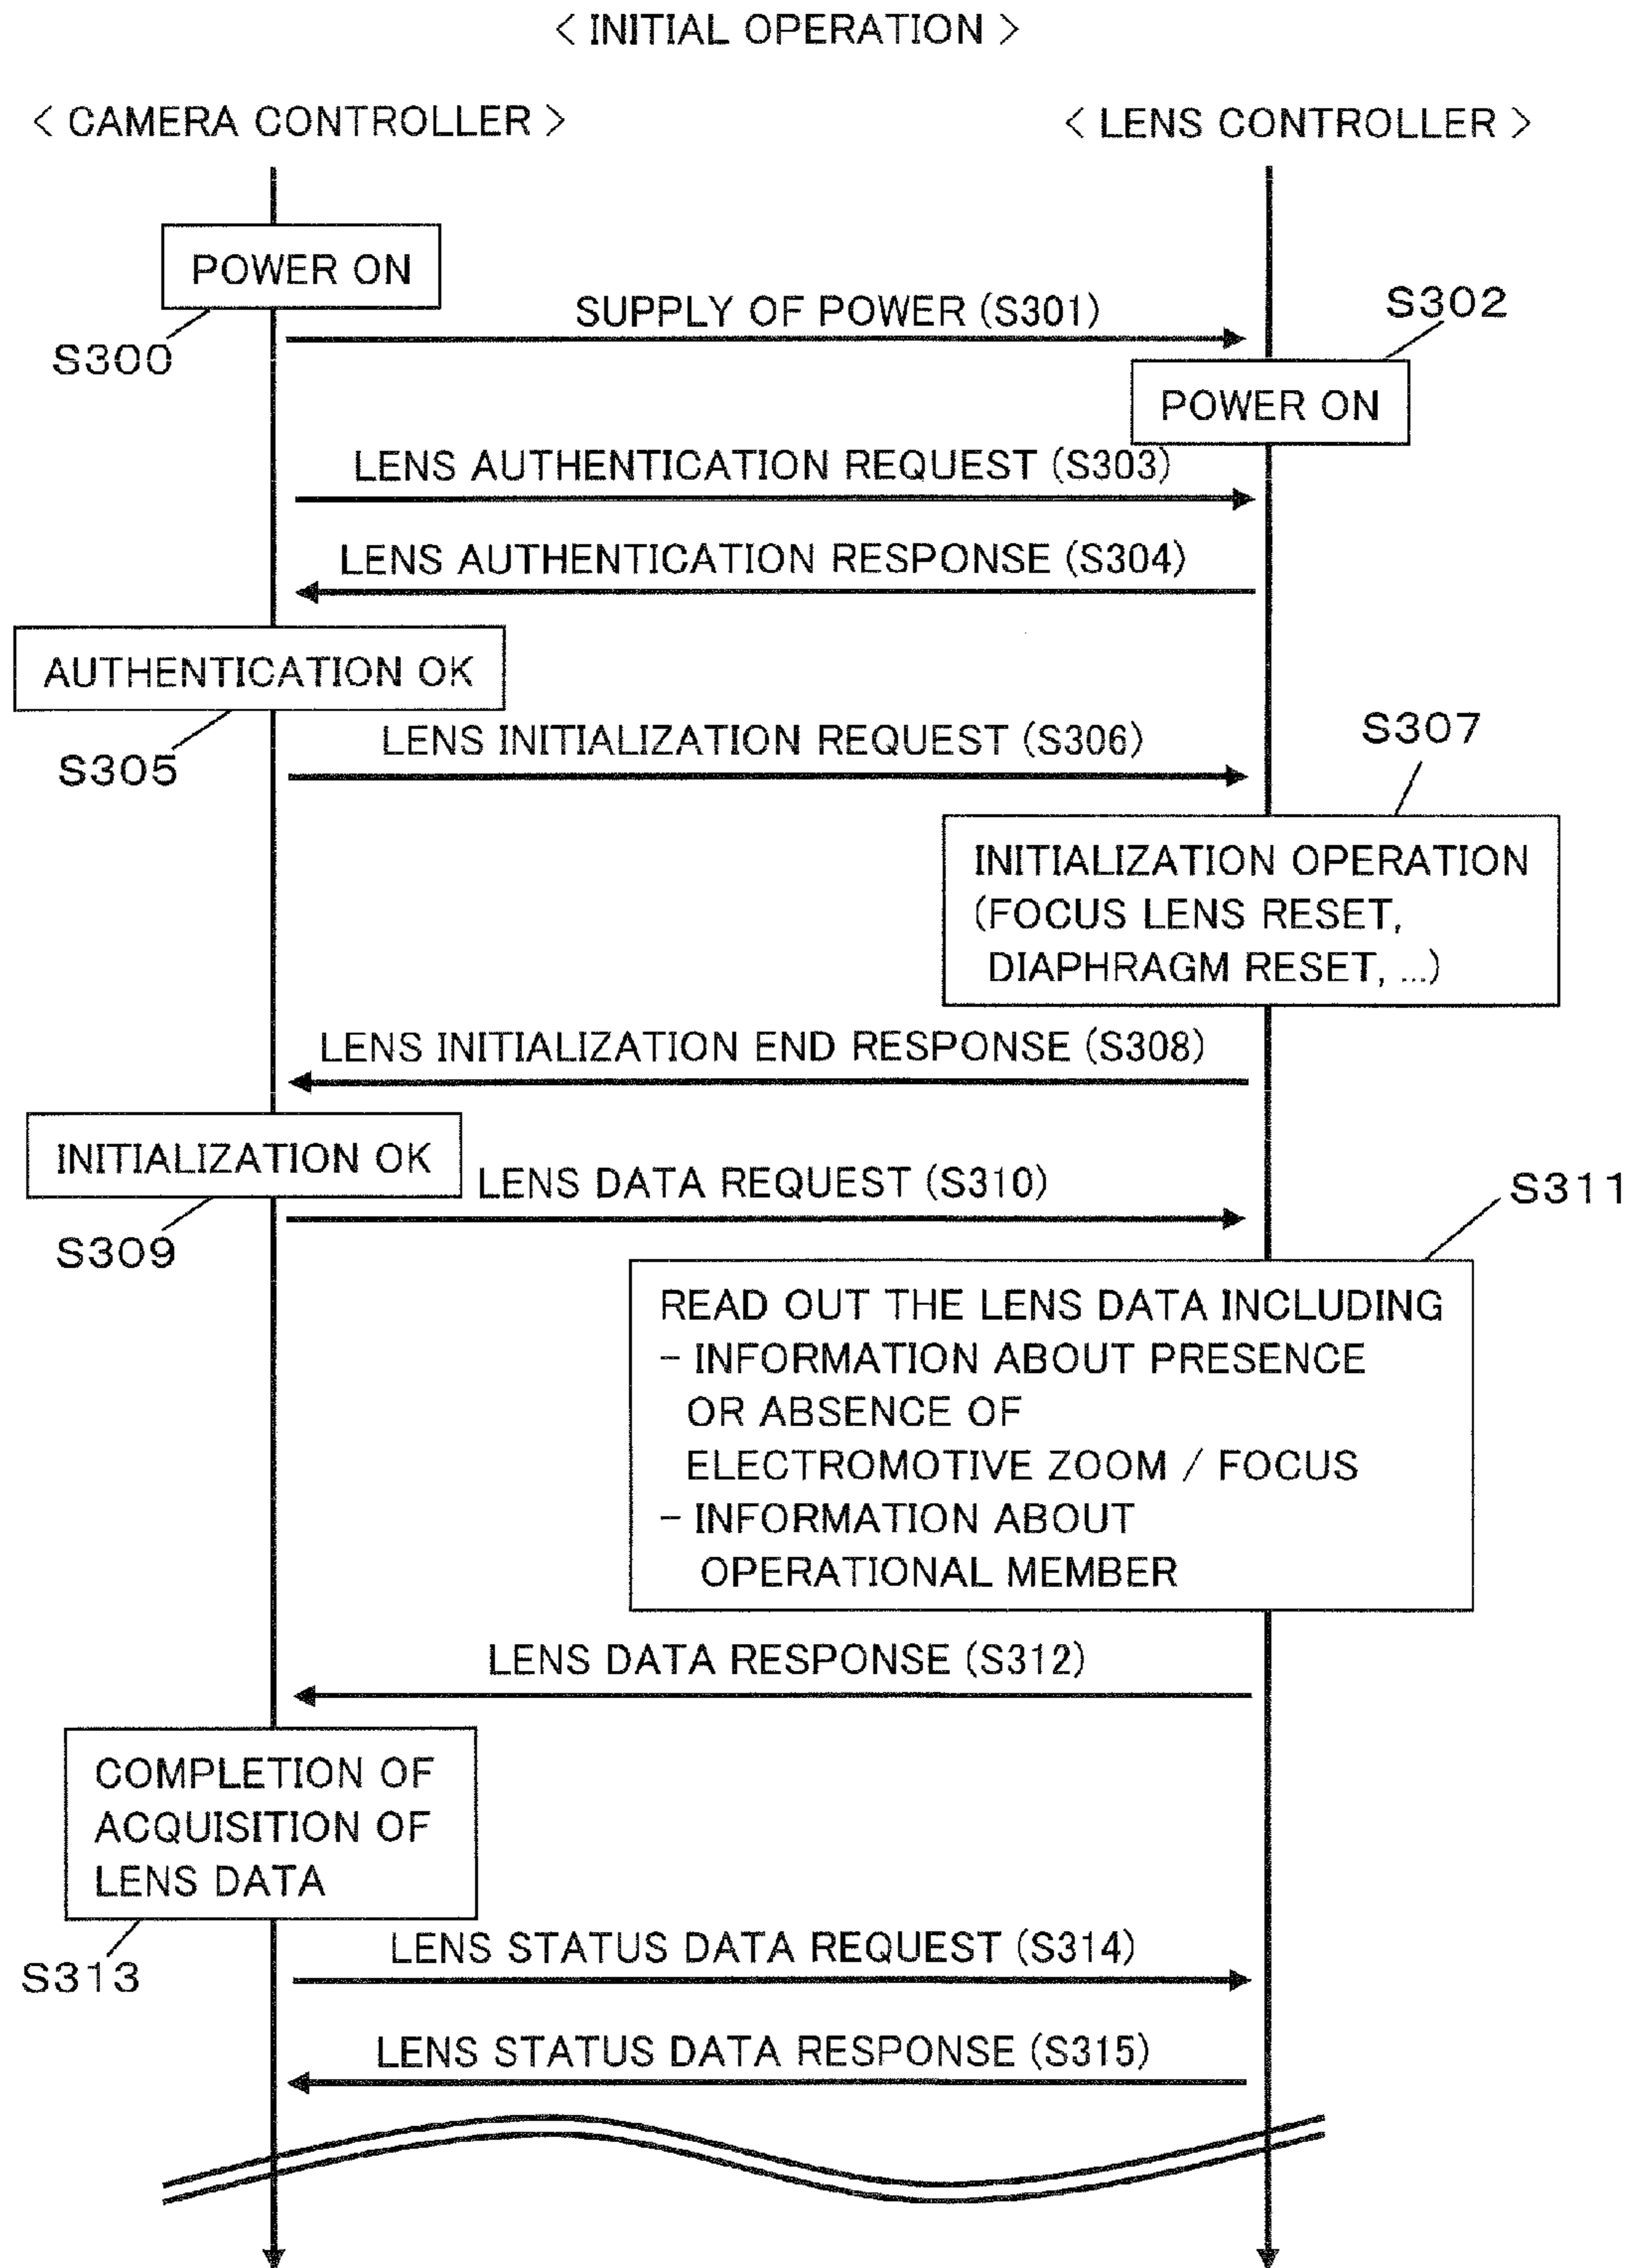 < INITIAL OPERATION >
< CAMERA CONTROLLER >
< LENS CONTROLLER >
POWER ON
S300
SUPPLY OF POWER (S301)
S302
POWER ON
LENS AUTHENTICATION REQUEST (S303)
LENS AUTHENTICATION RESPONSE (S304)
AUTHENTICATION OK
S305
LENS INITIALIZATION REQUEST (S306)
S307
INITIALIZATION OPERATION
(FOCUS LENS RESET,
DIAPHRAGM RESET, ...)
LENS INITIALIZATION END RESPONSE (S308)
INITIALIZATION OK
S309
LENS DATA REQUEST (S310)
S311
READ OUT THE LENS DATA INCLUDING
- INFORMATION ABOUT PRESENCE
OR ABSENCE OF
ELECTROMOTIVE ZOOM / FOCUS
- INFORMATION ABOUT
OPERATIONAL MEMBER
LENS DATA RESPONSE (S312)
COMPLETION OF
ACQUISITION OF
LENS DATA
S313
LENS STATUS DATA REQUEST (S314)
LENS STATUS DATA RESPONSE (S315)